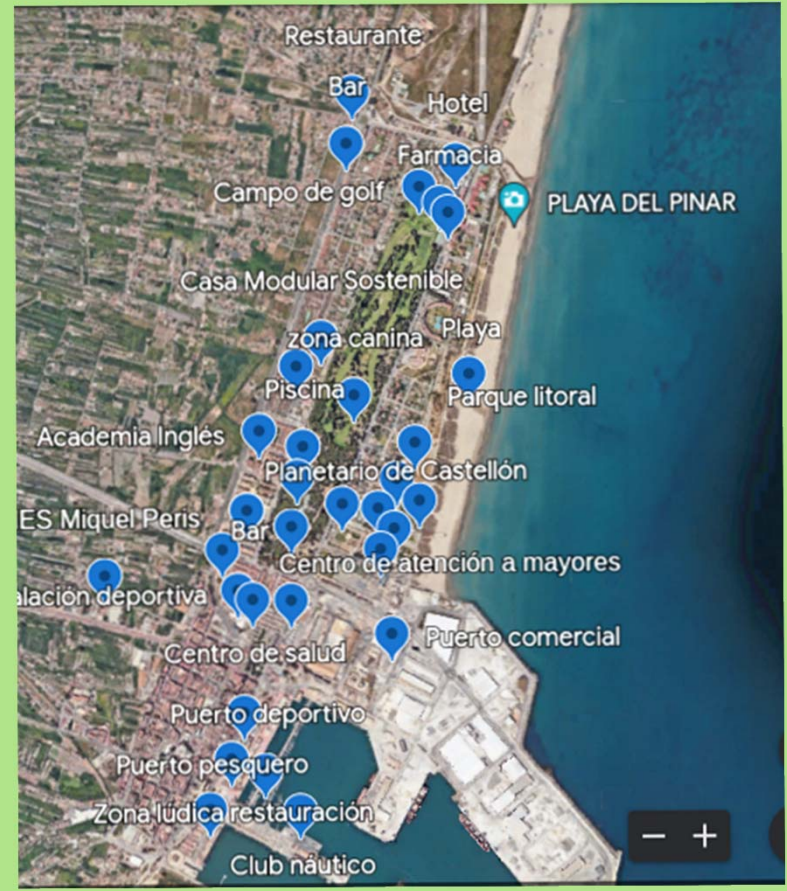 Restaurante
Bar
Hotel
Farmacia
Campo de golf
PLAYA DEL PINAR
Casa Modular Sostenible
zona canina
Playa
Piscina
Parque litoral
Academia Inglés
Planetario de Castellón
ES Miquel Peris
Bar
Centro de atención a mayores
alación deportiva
Puerto comercial
Centro de salud
Puerto deportivo
Puerto pesquero
Zona lúdica restauración
Club náutico